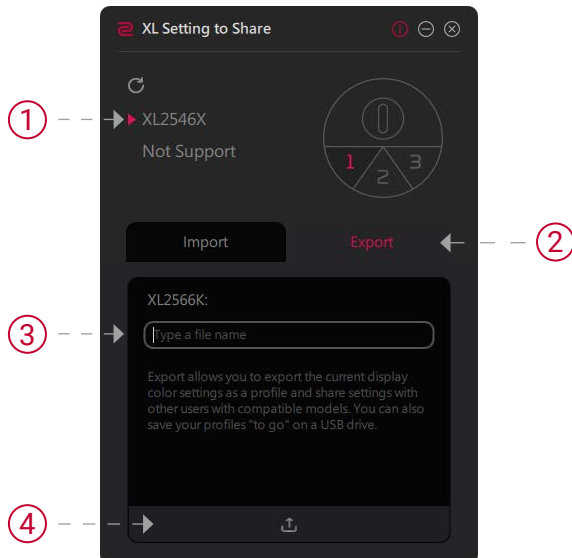 XL Setting to Share
1
XL2546X
Not Support
1
2
3
Import
Export
2
XL2566K:
3
Type a file name
Export allows you to export the current display
color settings as a profile and share settings with
other users with compatible models. You can also
save your profiles "to go" on a USB drive.
4